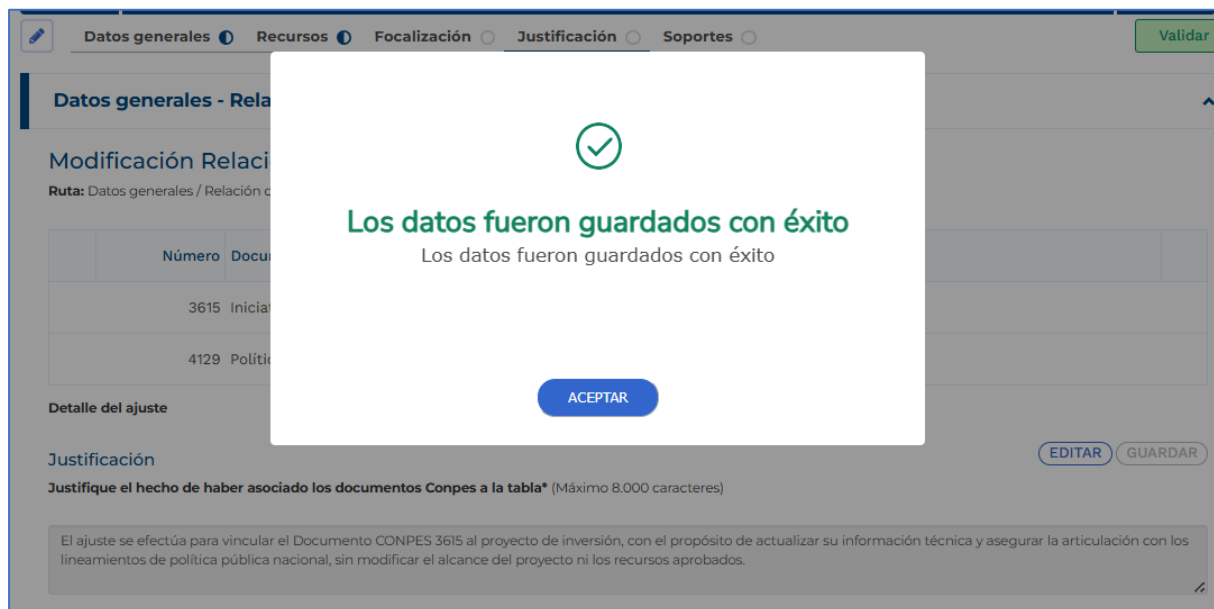 Datos generales Recursos Focalización Justificación Soportes Validar
Datos generales - Rela
Modificación Relaci
Ruta: Datos generales / Relación c
Número Docu
3615 Inicia
4129 Polític
Los datos fueron guardados con éxito
Los datos fueron guardados con éxito
ACEPTAR
Detalle del ajuste
Justificación EDITAR GUARDAR
Justifique el hecho de haber asociado los documentos Conpes a la tabla* (Máximo 8.000 caracteres)
El ajuste se efectúa para vincular el Documento CONPES 3615 al proyecto de inversión, con el propósito de actualizar su información técnica y asegurar la articulación con los
lineamientos de política pública nacional, sin modificar el alcance del proyecto ni los recursos aprobados.